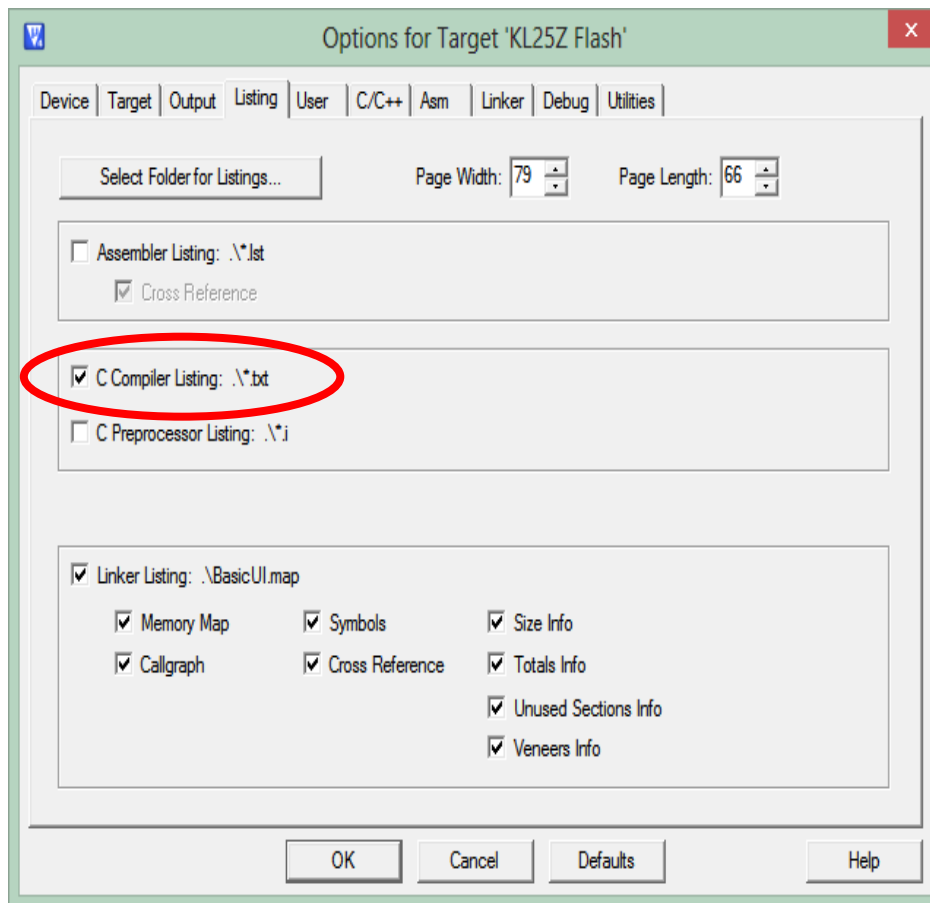 Options for Target 'KL25Z Flash'
x
Device Target Output Listing User C/C++ Asm Linker Debug Utilities
Select Folder for Listings... Page Width: 79 Page Length: 66
Assembler Listing: .\*.lst
Cross Reference
C Compiler Listing: .\*.txt
C Preprocessor Listing: .\*.i
Linker Listing: .\BasicUI.map
Memory Map Symbols Size Info
Callgraph Cross Reference Totals Info
Unused Sections Info
Veneers Info
OK Cancel Defaults Help